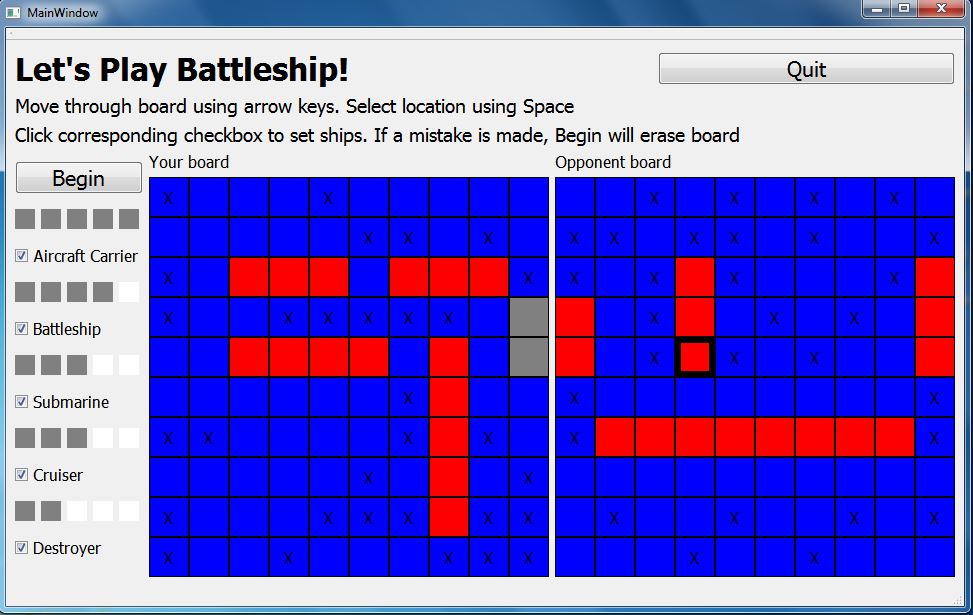 MainWindow
Let's Play Battleship!
Quit
Move through board using arrow keys. Select location using Space
Click corresponding checkbox to set ships. If a mistake is made, Begin will erase board
Begin
Aircraft Carrier
Battleship
Submarine
Cruiser
Destroyer
Your board
X X
X X X
X X
X X X X X X
X
X X X X
X X
X X X X X X
X X X X X
Opponent board
X X X X
X X X X X X
X X X X
X X X
X X X
X X
X X
X X X X
X X